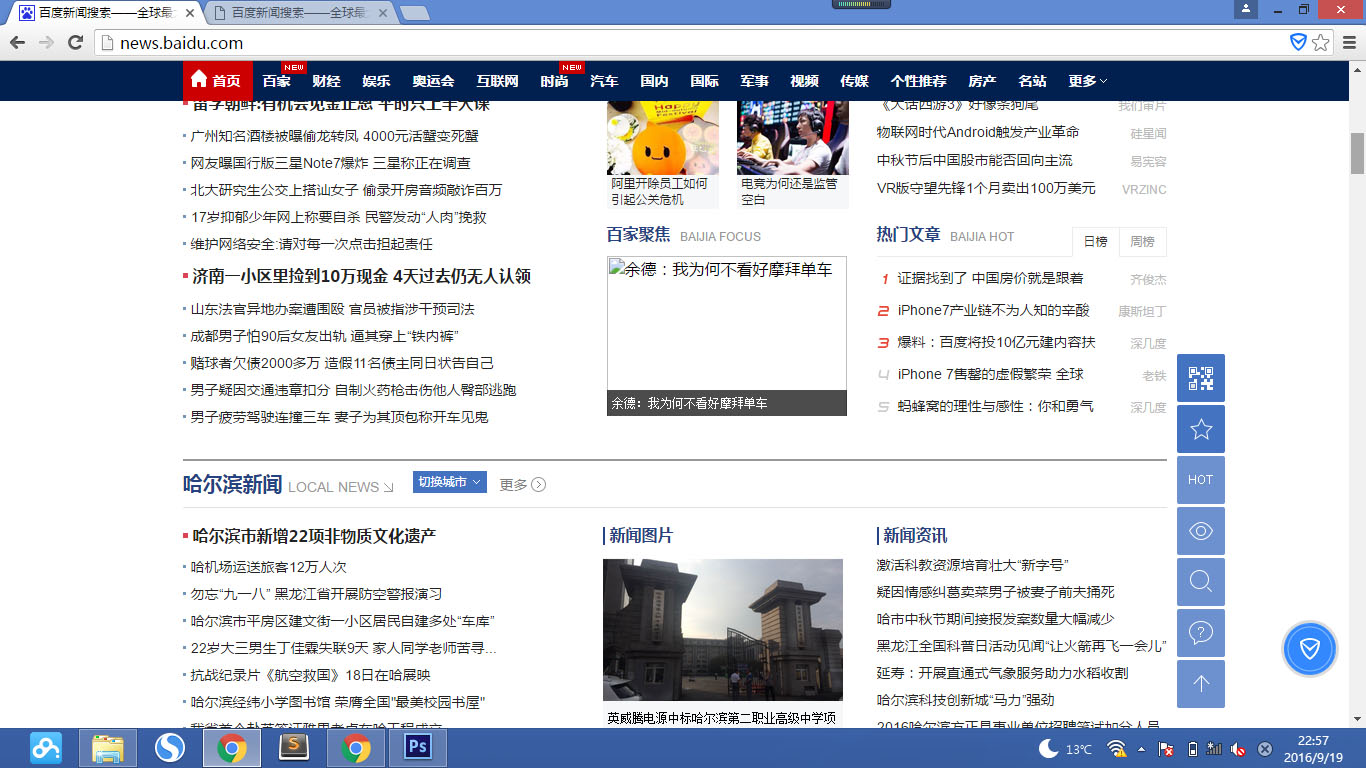 百度新闻搜索——全球最
百度新闻搜索——全球最
news.baidu.com
首页 百家 NEW 财经 娱乐 奥运会 互联网 时尚 NEW 汽车 国内 国际 军事 视频 传媒 个性推荐 房产 名站 更多
留学朝鲜:有机会见金正恩 平时只上半天课
广州知名酒楼被曝偷龙转凤 4000元活蟹变死蟹
网友曝国行版三星Note7爆炸 三星称正在调查
北大研究生公交上搭讪女子 偷录开房音频敲诈百万
17岁抑郁少年网上称要自杀 民警发动“人肉”挽救
维护网络安全:请对每一次点击担起责任
济南一小区里捡到10万现金 4天过去仍无人认领
山东法官异地办案遭围殴 官员被指涉干预司法
成都男子怕90后女友出轨 逼其穿上“铁内裤”
赌球者欠债2000多万 造假11名债主同日状告自己
男子疑因交通违章扣分 自制火药枪击伤他人臀部逃跑
男子疲劳驾驶连撞三车 妻子为其顶包称开车见鬼
阿里开除员工如何
引起公关危机
电竞为何还是监管
空白
百家聚焦 BAIJIA FOCUS
余德：我为何不看好摩拜单车
余德：我为何不看好摩拜单车
《大话西游3》好像条狗尾 我们审片
物联网时代Android触发产业革命 硅星闻
中秋节后中国股市能否回向主流 易宪容
VR版守望先锋1个月卖出100万美元 VRZINC
热门文章 BAIJIA HOT 日榜 周榜
1 证据找到了 中国房价就是跟着 齐俊杰
2 iPhone7产业链不为人知的辛酸 康斯坦丁
3 爆料：百度将投10亿元建内容扶 深几度
4 iPhone 7售罄的虚假繁荣 全球 老铁
5 蚂蜂窝的理性与感性：你和勇气 深几度
HOT
哈尔滨新闻 LOCAL NEWS 切换城市 更多
哈尔滨市新增22项非物质文化遗产
哈机场运送旅客12万人次
勿忘“九一八” 黑龙江省开展防空警报演习
哈尔滨市平房区建文街一小区居民自建多处“车库”
22岁大三男生丁佳霖失联9天 家人同学老师苦寻...
抗战纪录片《航空救国》18日在哈展映
哈尔滨经纬小学图书馆 荣膺全国"最美校园书屋"
新闻图片
英威腾电源中标哈尔滨第二职业高级中学项
新闻资讯
激活科教资源培育壮大“新字号”
疑因情感纠葛卖菜男子被妻子前夫捅死
哈市中秋节期间接报发案数量大幅减少
黑龙江全国科普日活动见闻“让火箭再飞一会儿”
延寿：开展直通式气象服务助力水稻收割
哈尔滨科技创新城“马力”强劲
2016哈尔滨方正县事业单位招聘笔试加分人员
13℃
22:57
2016/9/19
Ps